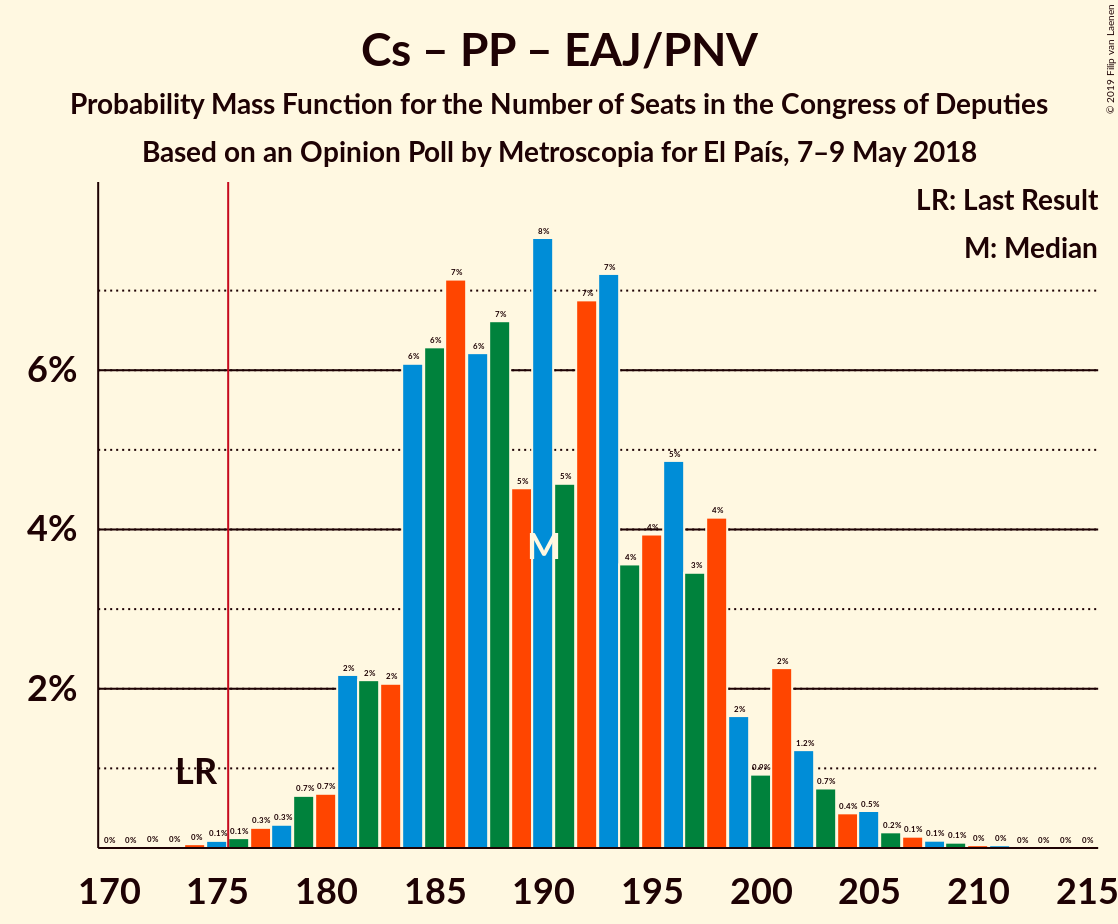 Cs – PP – EAJ/PNV
Probability Mass Function for the Number of Seats in the Congress of Deputies
Based on an Opinion Poll by Metroscopia for El País, 7–9 May 2018
© 2019 Filip van Laenen
LR: Last Result
M: Median
6%
4%
2%
LR
M
0% 0% 0% 0% 0% 0.1% 0.1% 0.3% 0.3% 0.7% 0.7% 2% 2% 2% 6% 6% 7% 6% 7% 5% 8% 5% 7% 7% 4% 4% 5% 3% 4% 2% 0.9% 2% 1.2% 0.7% 0.4% 0.5% 0.2% 0.1% 0.1% 0.1% 0% 0% 0% 0% 0% 0%
170 175 180 185 190 195 200 205 210 215